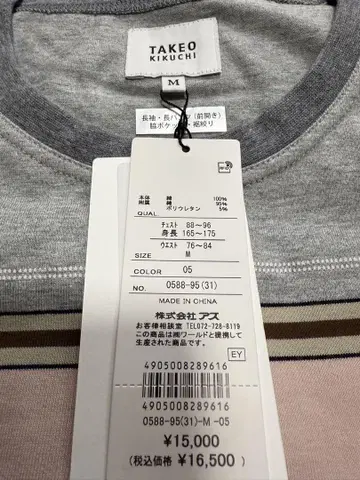 TAKEO
KIKUCHI
M
長袖・長パンツ(前開き)
脇ポケット・裾絞り
本体 綿 100%
附属 綿 95%
ポリウレタン 5%
QUAL.
チェスト 88～96
身長 165～175
ウエスト 76～84
SIZE M
COLOR 05
NO. 0588-95(31)
MADE IN CHINA
株式会社 アズ
お客様相談室 TEL072-728-8179
この商品は㈱ワールドと提携して
生産された商品です。
EY
4905008289616
4905008289616
0588-95(31)-M -05
¥15,000
(税込価格 ¥16,500)